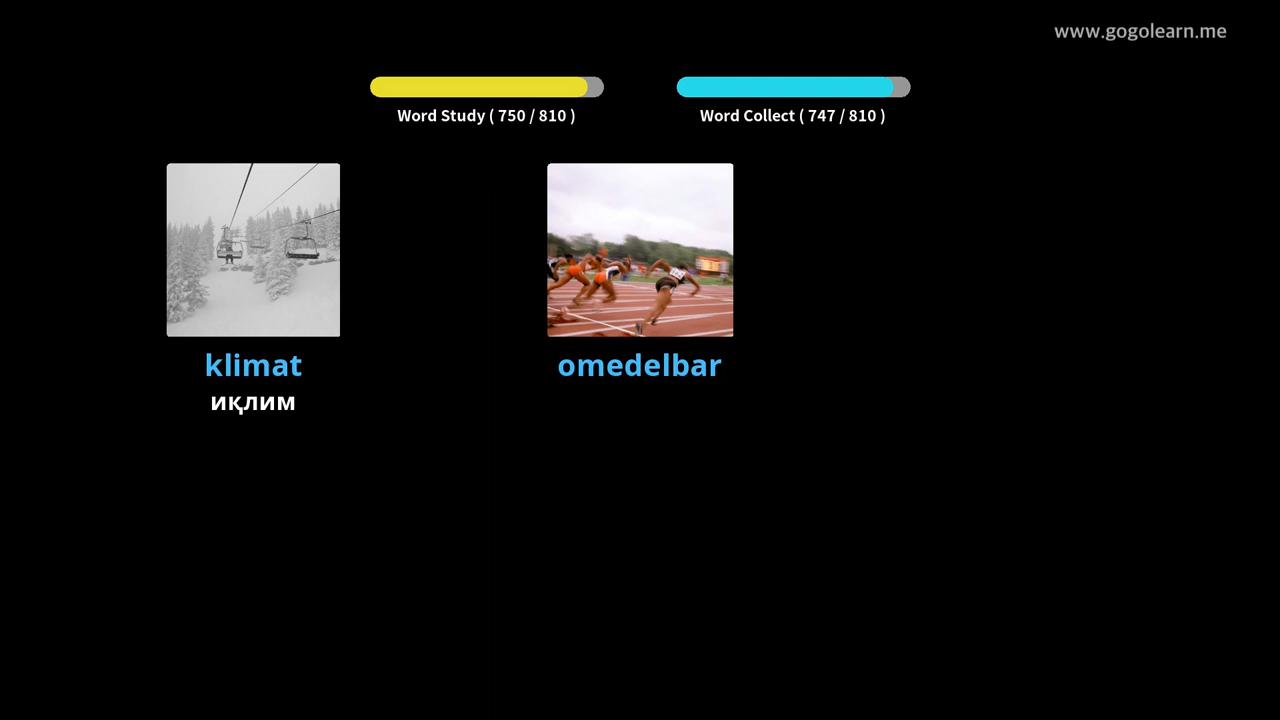 www.gogolearn.me
Word Study ( 750 / 810 )
Word Collect ( 747 / 810 )
klimat
иқлим
omedelbar